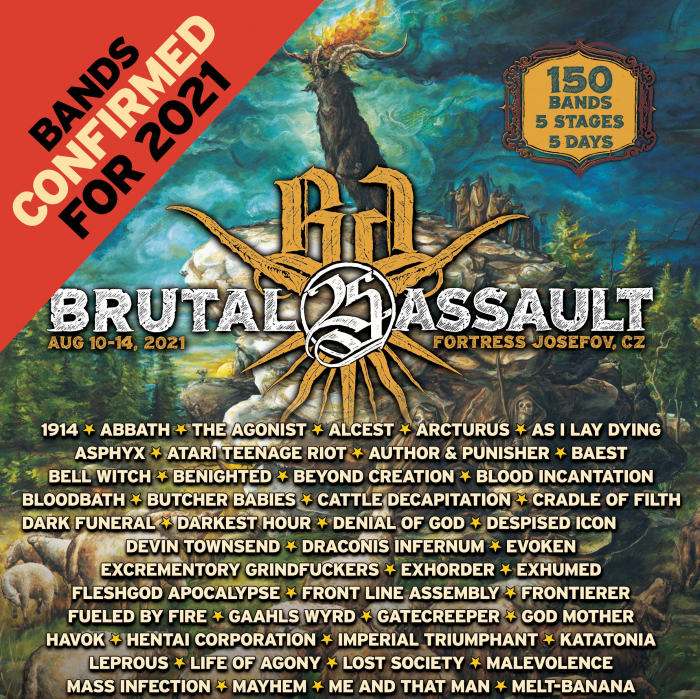 BANDS
CONFIRMED
FOR 2021
150
BANDS
5 STAGES
5 DAYS
BA
BRUTAL 25 ASSAULT
AUG 10-14, 2021 FORTRESS JOSEFOV, CZ
1914 ★ ABBATH ★ THE AGONIST ★ ALCEST ★ ARCTURUS ★ AS I LAY DYING
ASPHYX ★ ATARI TEENAGE RIOT ★ AUTHOR & PUNISHER ★ BAEST
BELL WITCH ★ BENIGHTED ★ BEYOND CREATION ★ BLOOD INCANTATION
BLOODBATH ★ BUTCHER BABIES ★ CATTLE DECAPITATION ★ CRADLE OF FILTH
DARK FUNERAL ★ DARKEST HOUR ★ DENIAL OF GOD ★ DESPISED ICON
DEVIN TOWNSEND ★ DRACONIS INFERNUM ★ EVOKEN
EXCREMENTORY GRINDFUCKERS ★ EXHORDER ★ EXHUMED
FLESHGOD APOCALYPSE ★ FRONT LINE ASSEMBLY ★ FRONTIERER
FUELED BY FIRE ★ GAAHLS WYRD ★ GATECREEPER ★ GOD MOTHER
HAVOK ★ HENTAI CORPORATION ★ IMPERIAL TRIUMPHANT ★ KATATONIA
LEPROUS ★ LIFE OF AGONY ★ LOST SOCIETY ★ MALEVOLENCE
MASS INFECTION ★ MAYHEM ★ ME AND THAT MAN ★ MELT-BANANA